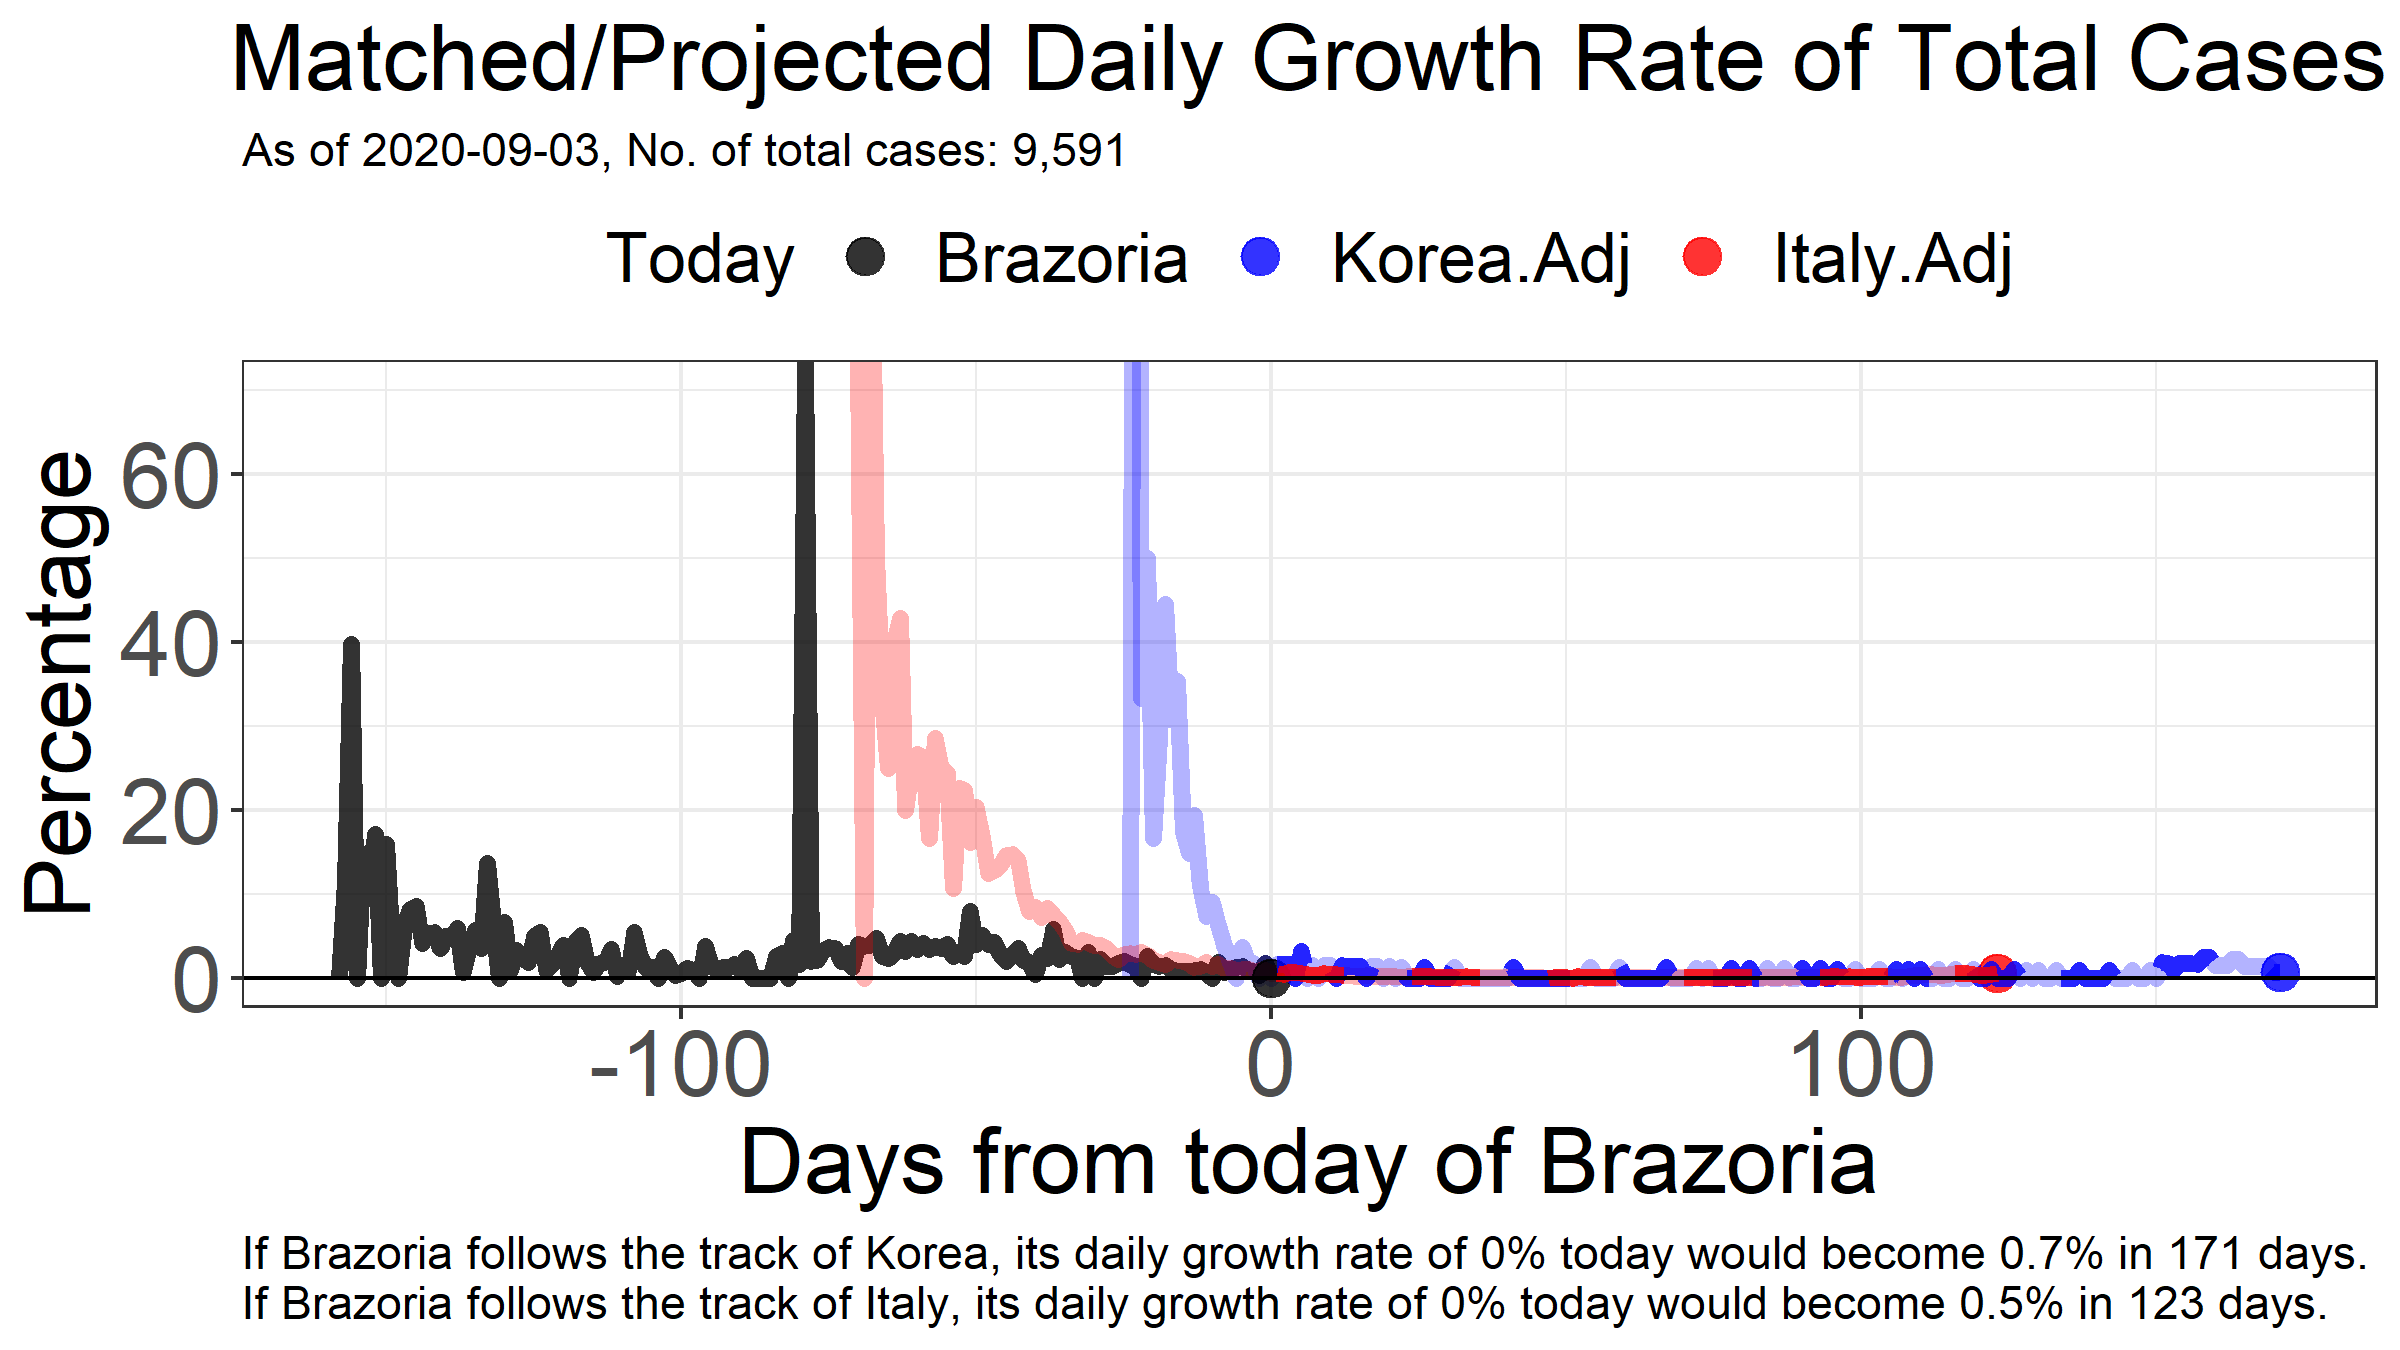 Matched/Projected Daily Growth Rate of Total Cases
As of 2020-09-03, No. of total cases: 9,591
Today Brazoria Korea.Adj Italy.Adj
Percentage
60
40
20
0
-100 0 100
Days from today of Brazoria
If Brazoria follows the track of Korea, its daily growth rate of 0% today would become 0.7% in 171 days.
If Brazoria follows the track of Italy, its daily growth rate of 0% today would become 0.5% in 123 days.